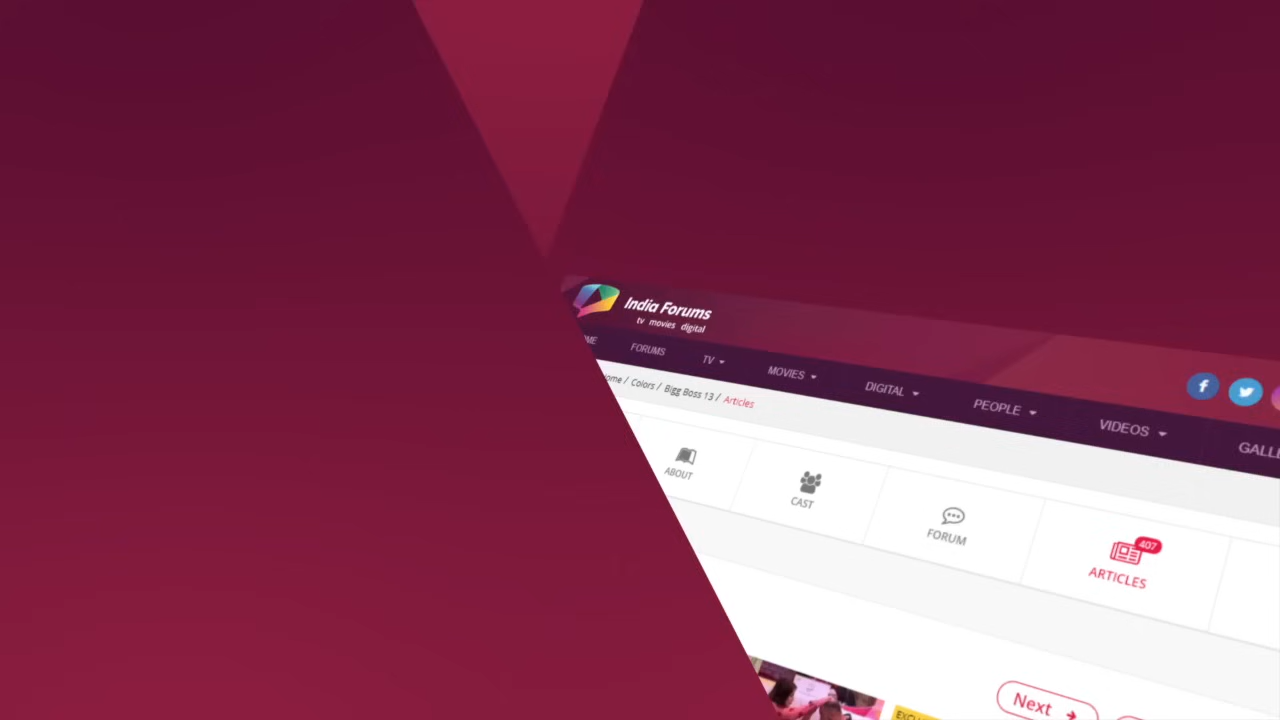 India Forums
tv movies digital
FORUMS
TV
MOVIES
DIGITAL
PEOPLE
VIDEOS
/ Colors / Bigg Boss 13 / Articles
ABOUT
CAST
FORUM
407
ARTICLES
Next